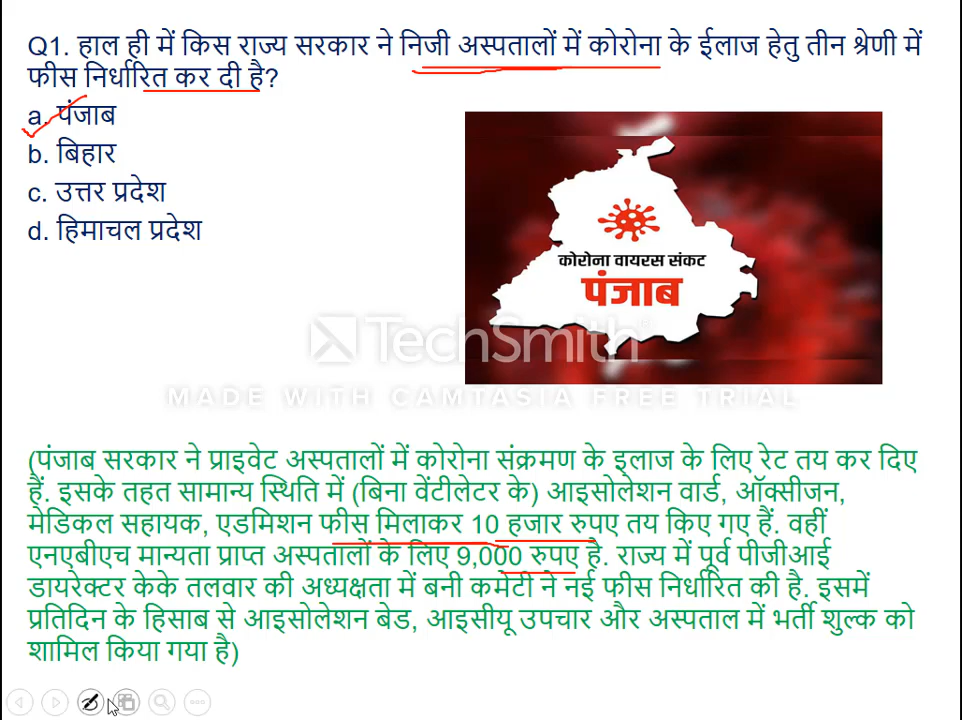 Q1. हाल ही में किस राज्य सरकार ने निजी अस्पतालों में कोरोना के ईलाज हेतु तीन श्रेणी में
फीस निर्धारित कर दी है?
a. पंजाब
b. बिहार
c. उत्तर प्रदेश
d. हिमाचल प्रदेश
कोरोना वायरस संकट
पंजाब
TechSmith
MADE WITH CAMTASIA FREE TRIAL
(पंजाब सरकार ने प्राइवेट अस्पतालों में कोरोना संक्रमण के इलाज के लिए रेट तय कर दिए
हैं. इसके तहत सामान्य स्थिति में (बिना वेंटीलेटर के) आइसोलेशन वार्ड, ऑक्सीजन,
मेडिकल सहायक, एडमिशन फीस मिलाकर 10 हजार रुपए तय किए गए हैं. वहीं
एनएबीएच मान्यता प्राप्त अस्पतालों के लिए 9,000 रुपए है. राज्य में पूर्व पीजीआई
डायरेक्टर केके तलवार की अध्यक्षता में बनी कमेटी ने नई फीस निर्धारित की है. इसमें
प्रतिदिन के हिसाब से आइसोलेशन बेड, आइसीयू उपचार और अस्पताल में भर्ती शुल्क को
शामिल किया गया है)